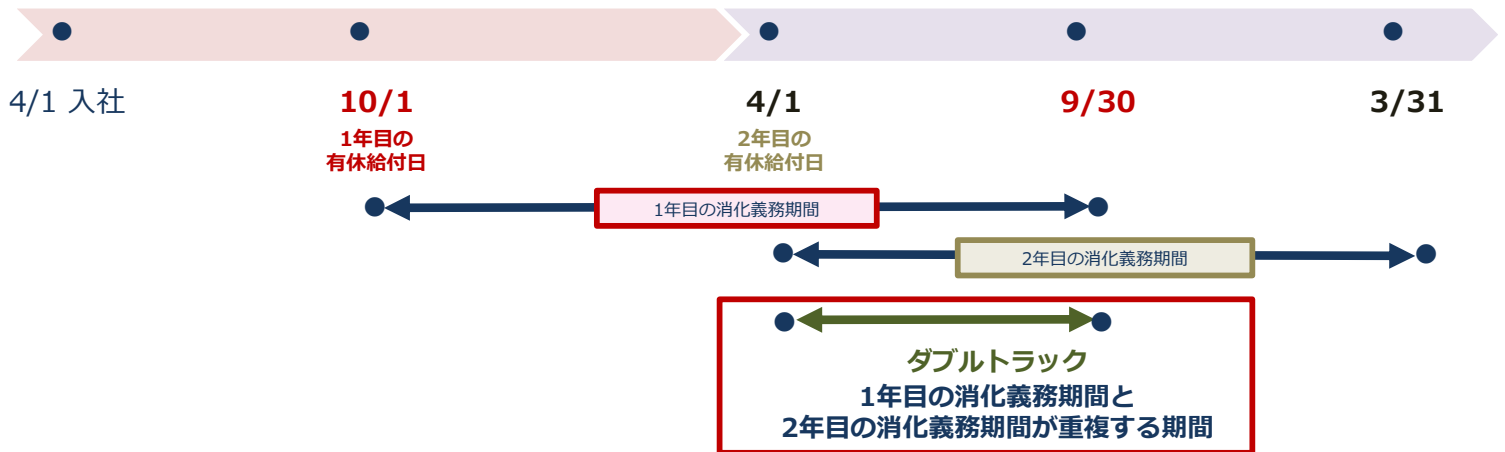 4/1 入社
10/1
4/1
9/30
3/31
1年目の
有休給付日
2年目の
有休給付日
1年目の消化義務期間
2年目の消化義務期間
ダブルトラック
1年目の消化義務期間と
2年目の消化義務期間が重複する期間